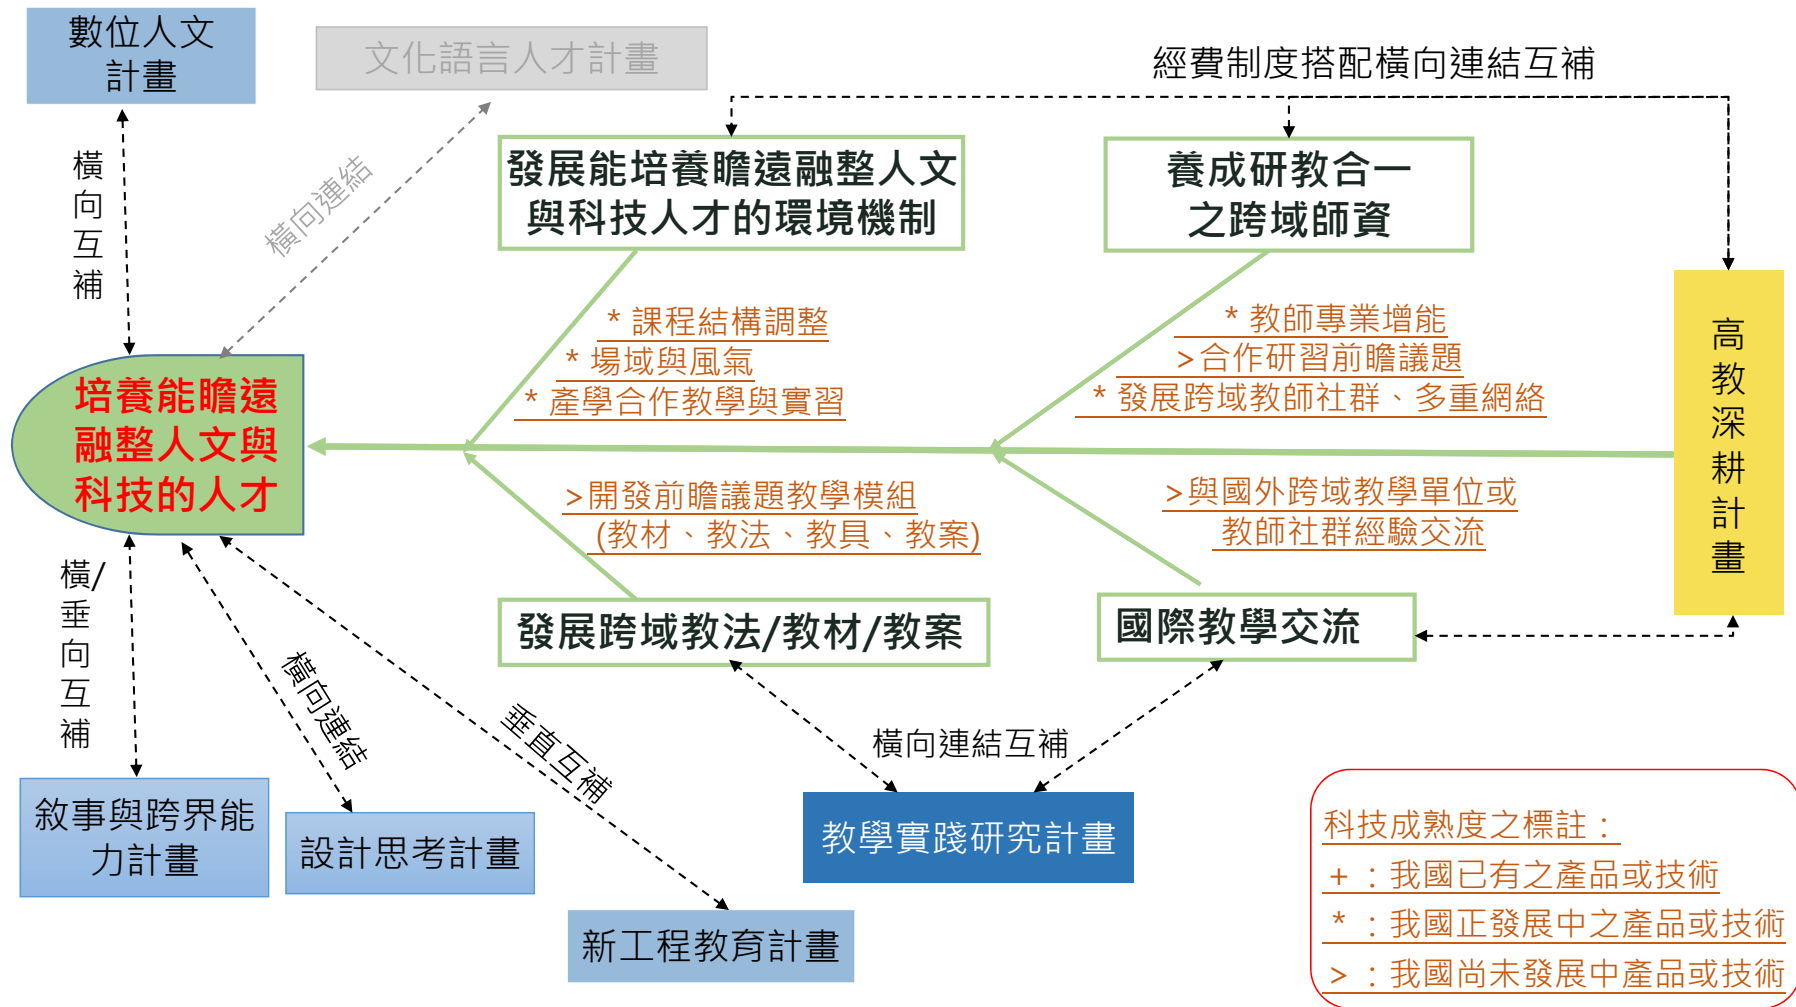 數位人文
計畫
文化語言人才計畫
經費制度搭配橫向連結互補
橫向互補
橫向連結
發展能培養瞻遠融整人文
與科技人才的環境機制
養成研教合一
之跨域師資
* 課程結構調整
* 場域與風氣
* 產學合作教學與實習
* 教師專業增能
>合作研習前瞻議題
* 發展跨域教師社群、多重網絡
高教深耕計畫
培養能瞻遠
融整人文與
科技的人才
>開發前瞻議題教學模組
(教材、教法、教具、教案)
>與國外跨域教學單位或
教師社群經驗交流
橫/
垂向互補
橫向連結
垂直互補
發展跨域教法/教材/教案
國際教學交流
橫向連結互補
敘事與跨界能
力計畫
設計思考計畫
教學實踐研究計畫
新工程教育計畫
科技成熟度之標註：
+ ：我國已有之產品或技術
* ：我國正發展中之產品或技術
> ：我國尚未發展中產品或技術